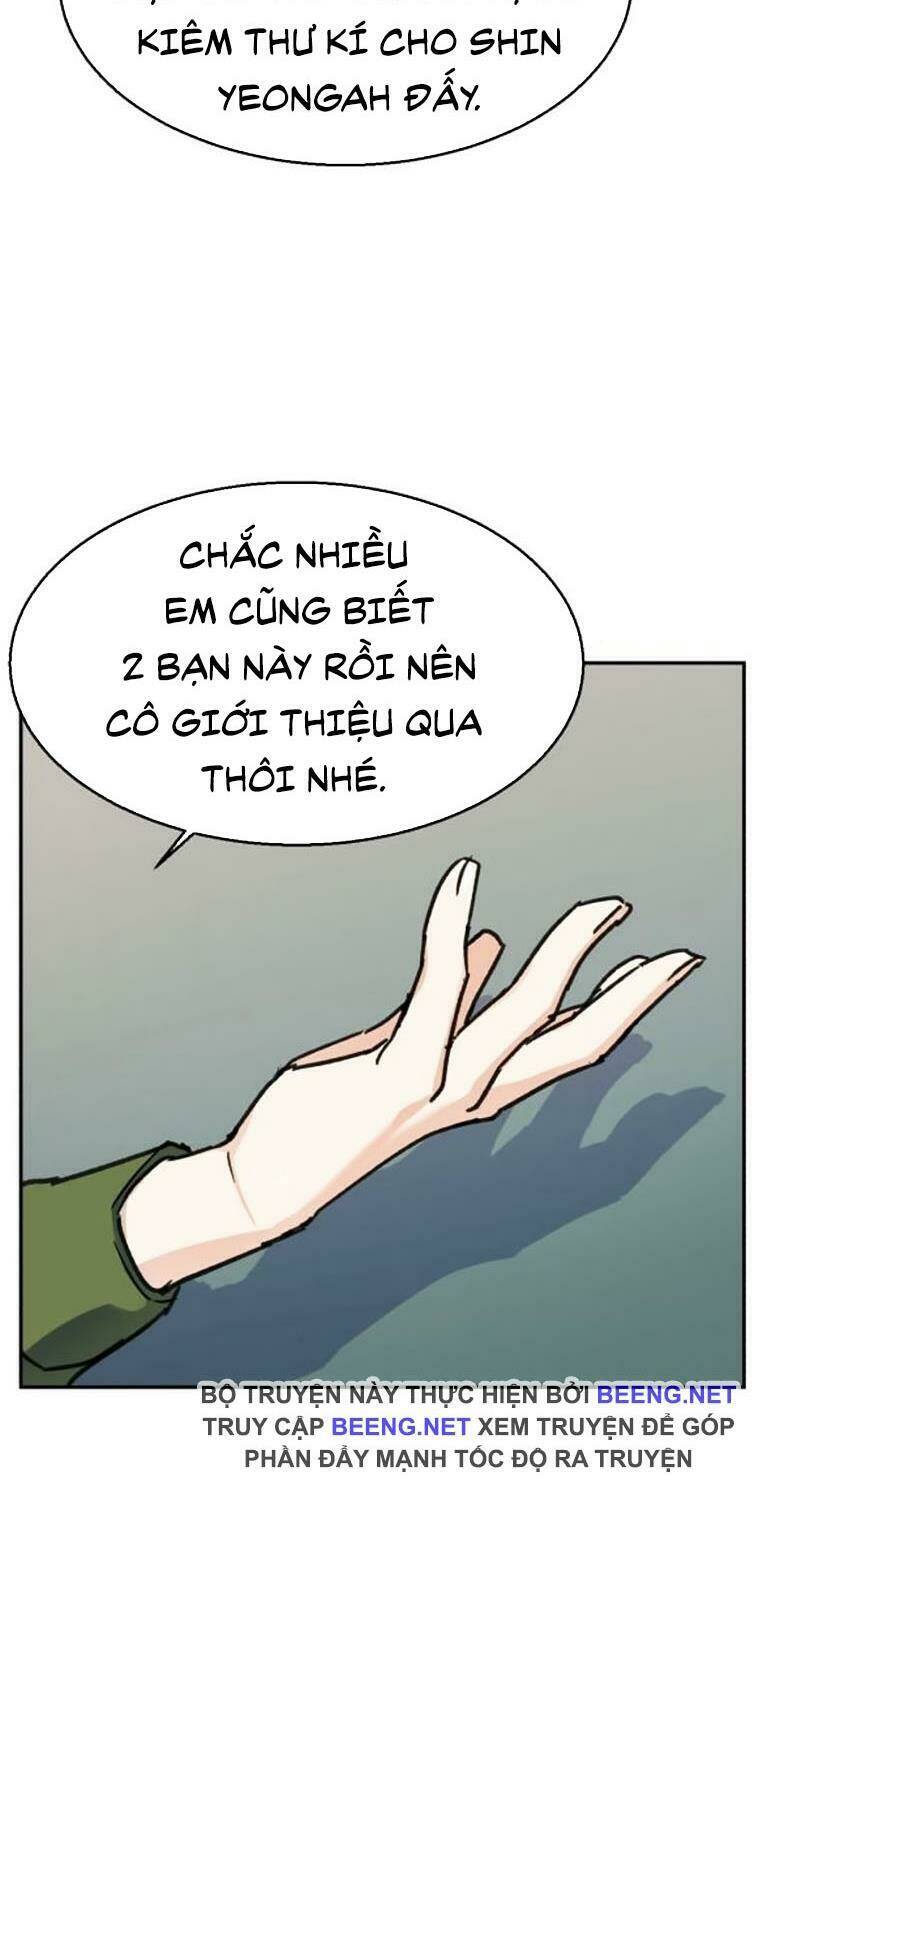 KIÊM THƯ KÍ CHO SHIN
YEONGAH ĐẤY.
CHẮC NHIỀU
EM CŨNG BIẾT
2 BẠN NÀY RỒI NÊN
CÔ GIỚI THIỆU QUA
THÔI NHÉ.
BỘ TRUYỆN NÀY THỰC HIỆN BỞI BEENG.NET
TRUY CẬP BEENG.NET XEM TRUYỆN ĐỂ GÓP
PHẦN ĐẨY MẠNH TỐC ĐỘ RA TRUYỆN